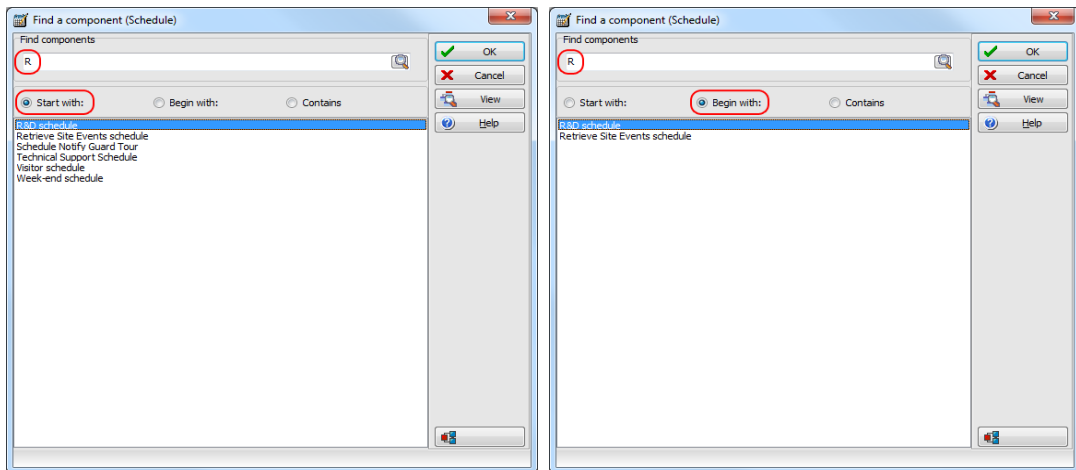 Find a component (Schedule)
Find components
R
OK
Cancel
Start with:
Begin with:
Contains
View
Help
R&D schedule
Retrieve Site Events schedule
Schedule Notify Guard Tour
Technical Support Schedule
Visitor schedule
Week-end schedule
Find a component (Schedule)
Find components
R
OK
Cancel
Start with:
Begin with:
Contains
View
Help
R&D schedule
Retrieve Site Events schedule